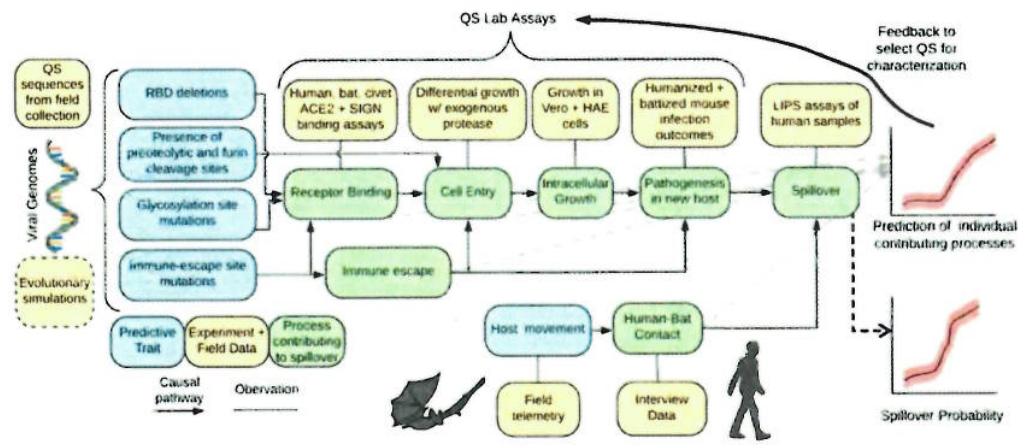 QS Lab Assays
Feedback to
select QS for
characterization
QS
sequences
from field
collection
RBD deletions
Human, bat, civet
ACE2 + SIGN
binding assays
Differential growth
w/ exogenous
protease
Growth in
Vero + HAE
cells
Humanized +
batized mouse
infection
outcomes
LIPS assays of
human samples
Viral Genomes
Presence of
preoteolytic and furin
cleavage sites
Receptor Binding
Cell Entry
Intracellular
Growth
Pathogenesis
in new host
Spillover
Glycosylation site
mutations
Prediction of individual
contributing processes
Immune-escape site
mutations
Immune escape
Evolutionary
simulations
Predictive
Trait
Experiment +
Field Data
Process
contributing
to spillover
Host movement
Human-Bat
Contact
Causal
pathway
Obervation
Field
telemetry
Interview
Data
Spillover Probability